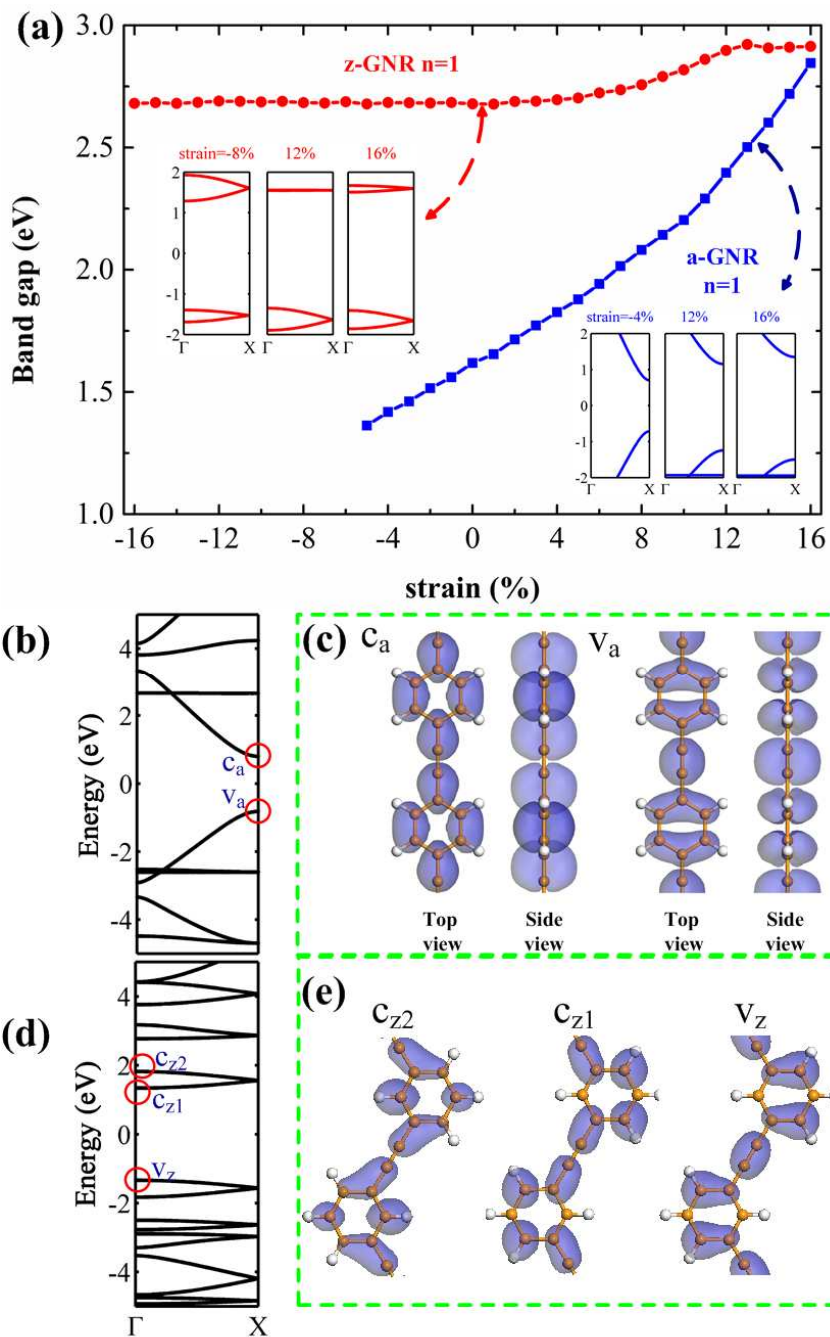 (a)
3.0
2.5
2.0
1.5
1.0
Band gap (eV)
z-GNR n=1
strain=-8% 12% 16%
2
1
0
-1
-2
Γ X Γ X Γ X
a-GNR
n=1
strain=-4% 12% 16%
2
1
0
-1
-2
Γ X Γ X Γ X
-16 -12 -8 -4 0 4 8 12 16
strain (%)
(b)
4
2
0
-2
-4
Energy (eV)
ca
va
(c)
ca va
Top view Side view Top view Side view
(d)
4
2
0
-2
-4
Energy (eV)
cz2
cz1
vz
Γ X
(e)
cz2 cz1 vz